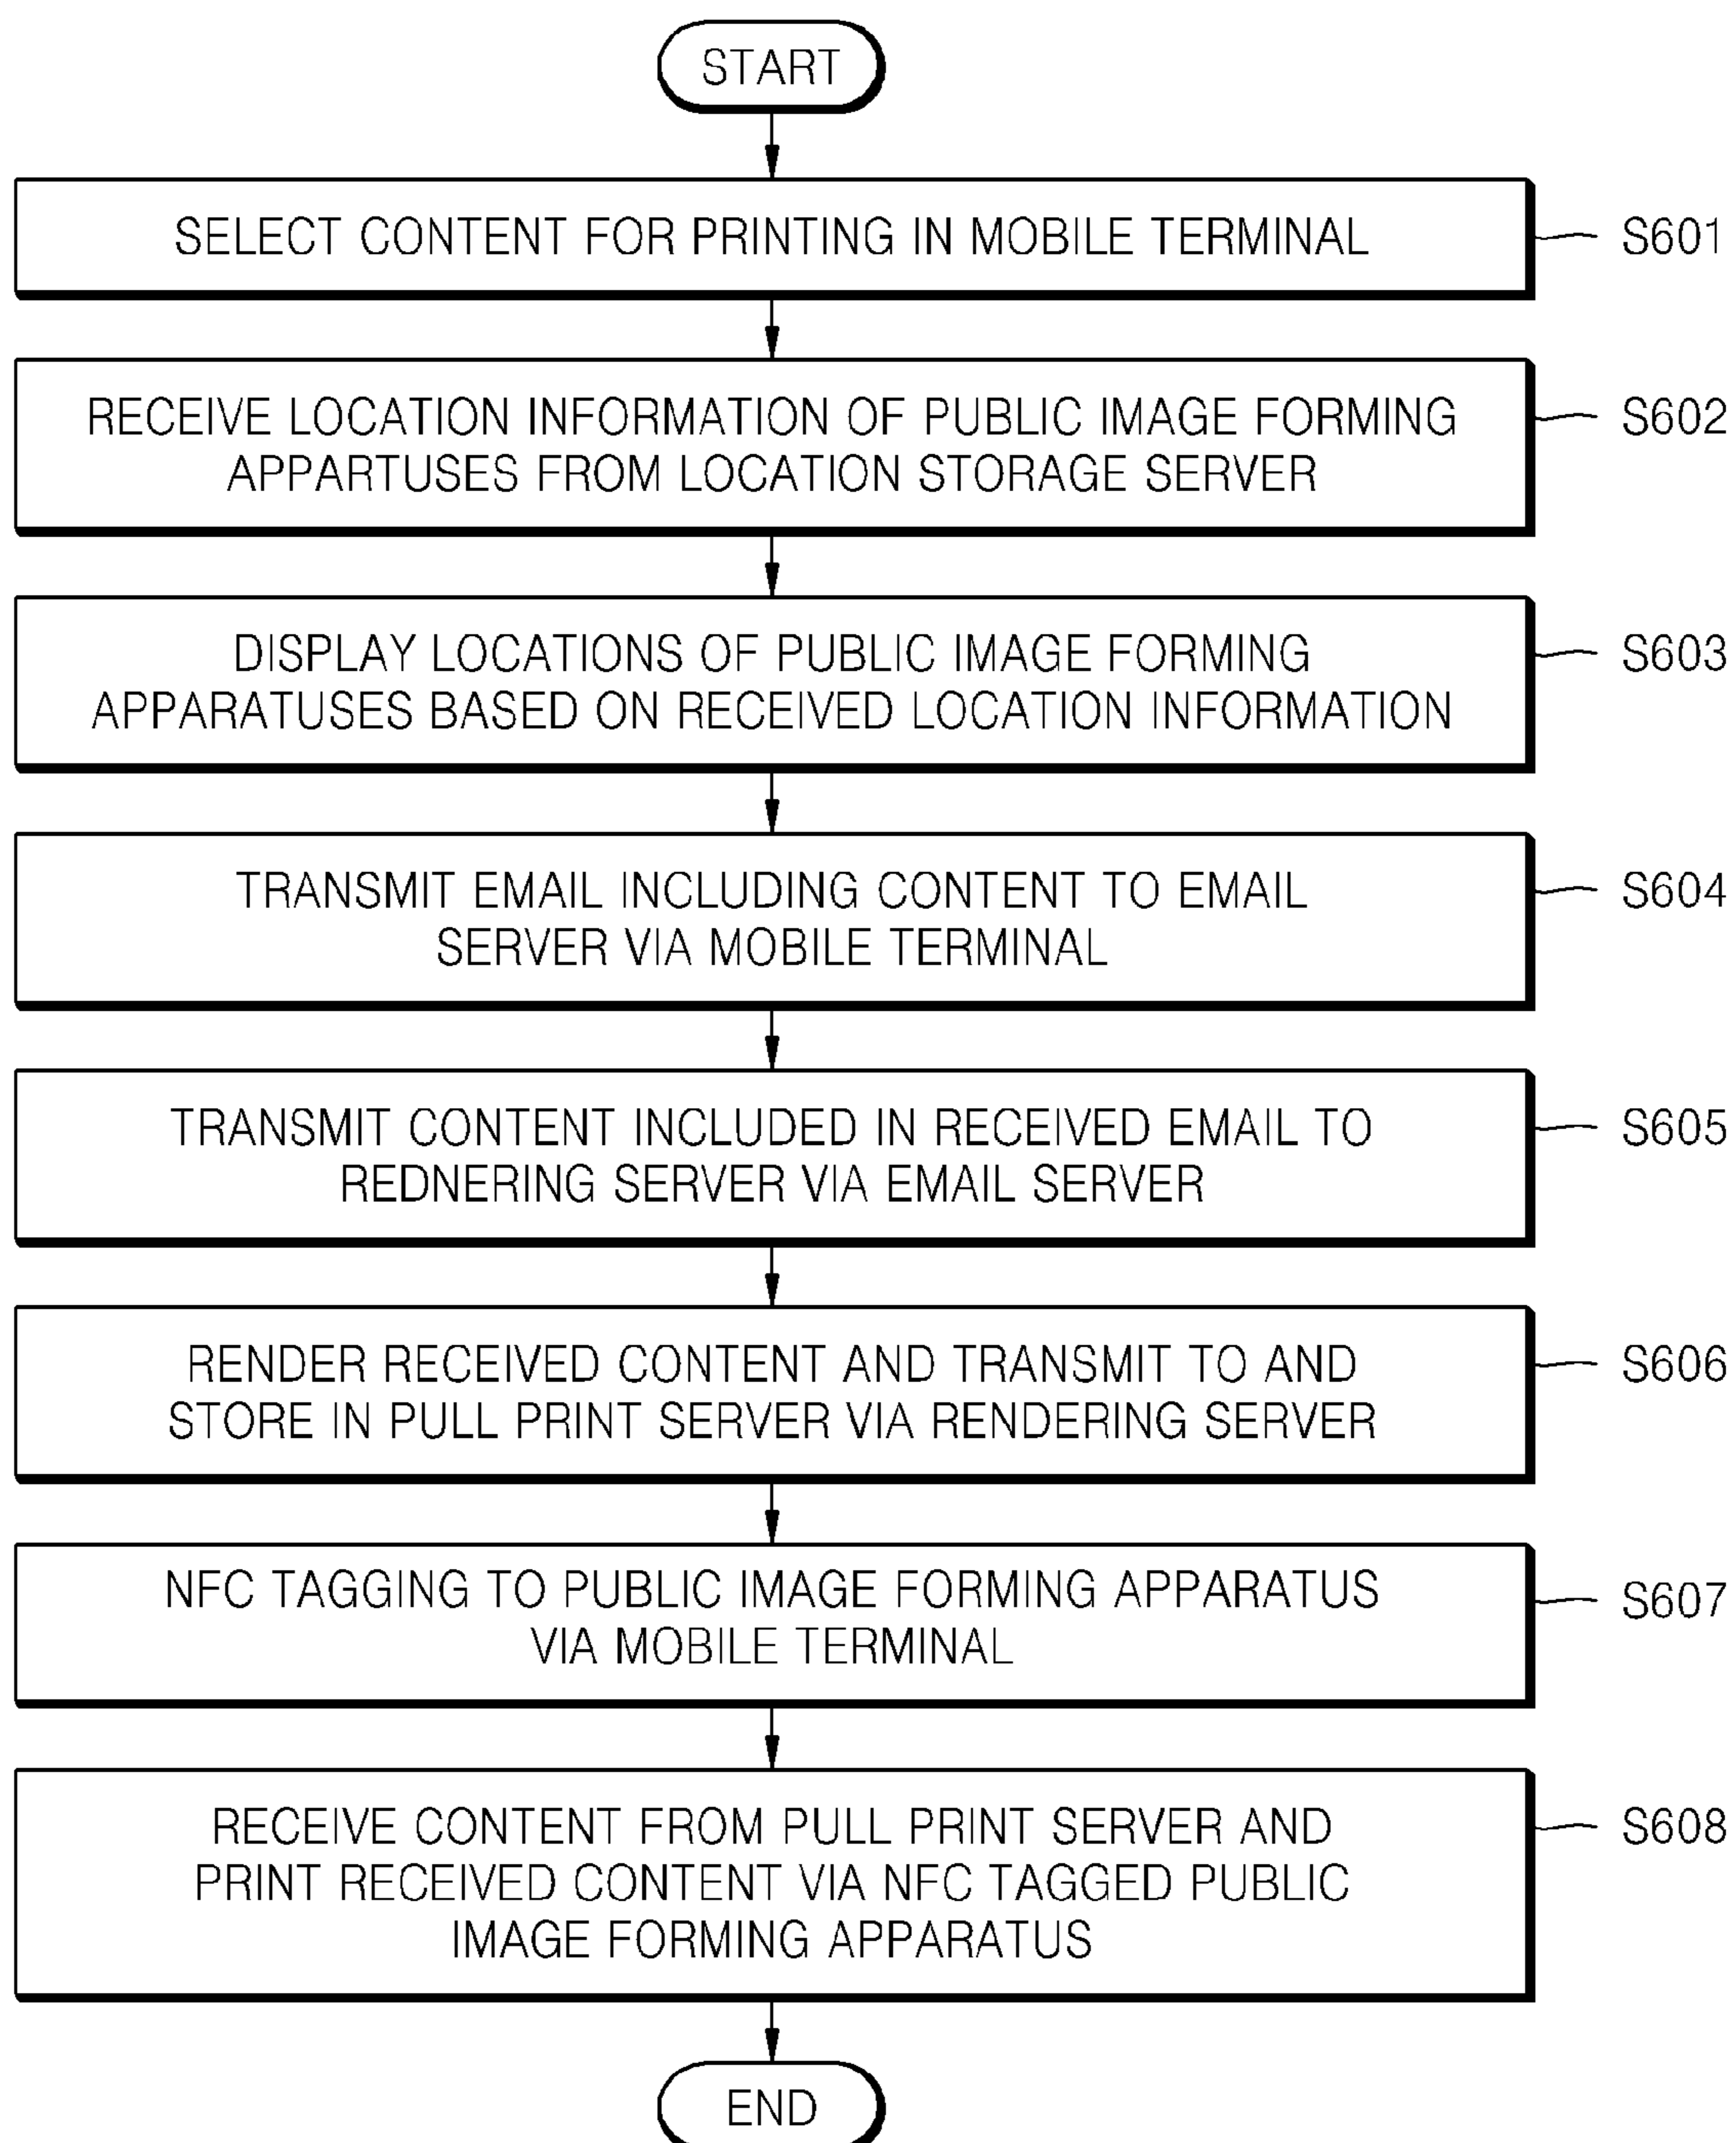 START
SELECT CONTENT FOR PRINTING IN MOBILE TERMINAL
S601
RECEIVE LOCATION INFORMATION OF PUBLIC IMAGE FORMING
APPARTUSES FROM LOCATION STORAGE SERVER
S602
DISPLAY LOCATIONS OF PUBLIC IMAGE FORMING
APPARATUSES BASED ON RECEIVED LOCATION INFORMATION
S603
TRANSMIT EMAIL INCLUDING CONTENT TO EMAIL
SERVER VIA MOBILE TERMINAL
S604
TRANSMIT CONTENT INCLUDED IN RECEIVED EMAIL TO
REDNERING SERVER VIA EMAIL SERVER
S605
RENDER RECEIVED CONTENT AND TRANSMIT TO AND
STORE IN PULL PRINT SERVER VIA RENDERING SERVER
S606
NFC TAGGING TO PUBLIC IMAGE FORMING APPARATUS
VIA MOBILE TERMINAL
S607
RECEIVE CONTENT FROM PULL PRINT SERVER AND
PRINT RECEIVED CONTENT VIA NFC TAGGED PUBLIC
IMAGE FORMING APPARATUS
S608
END